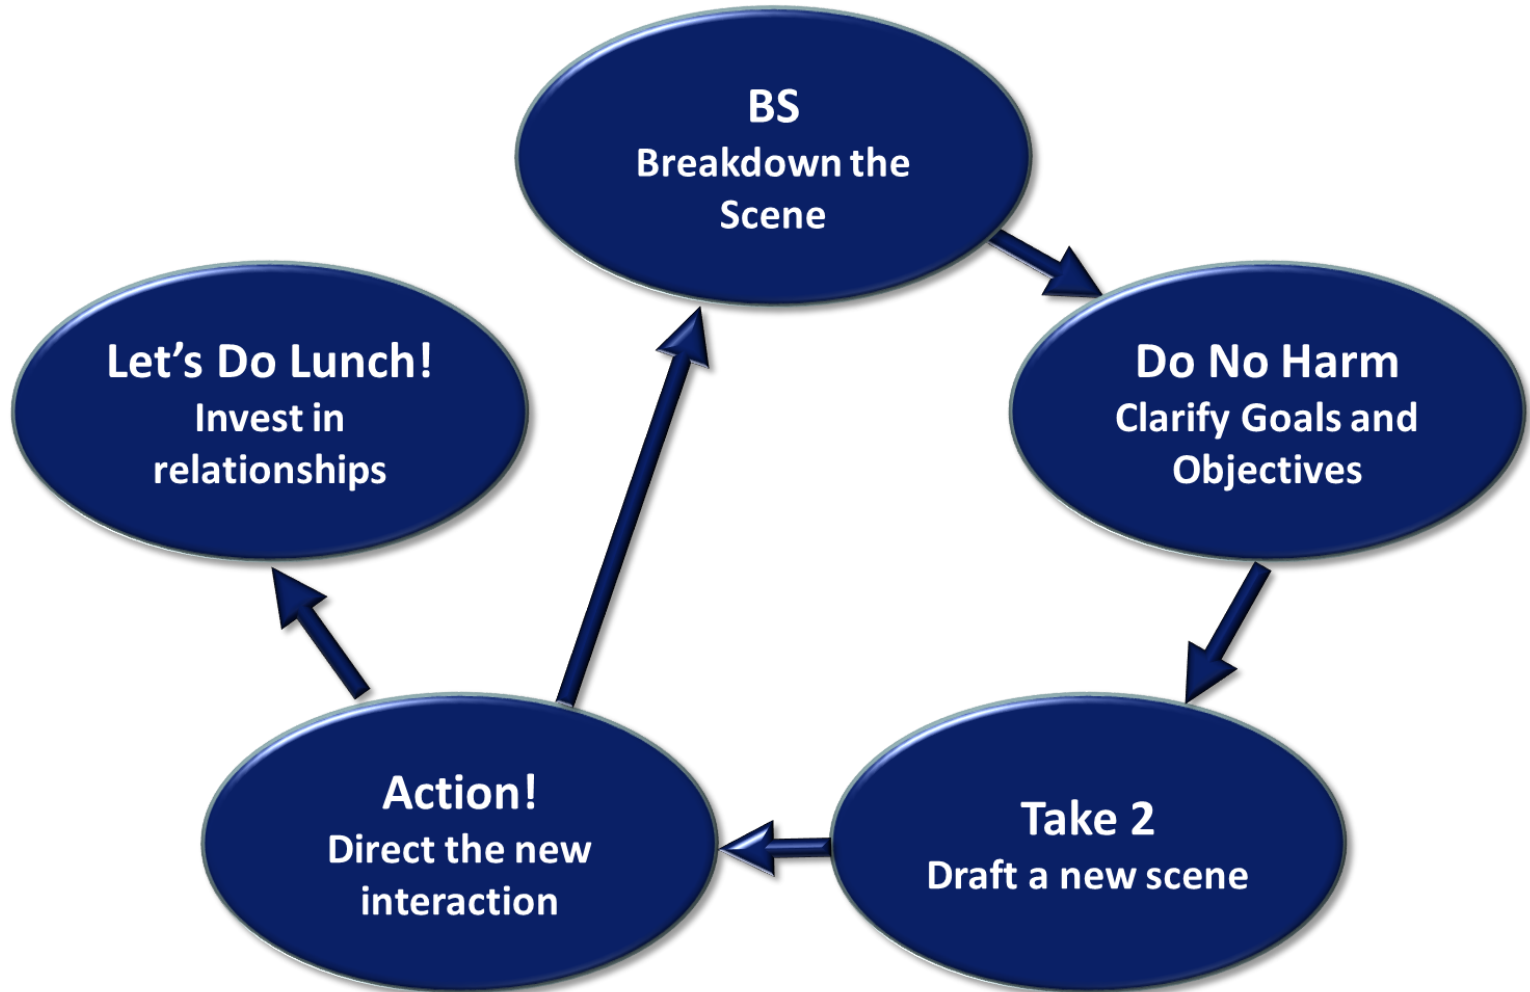 BS
Breakdown the
Scene
Let’s Do Lunch!
Invest in
relationships
Do No Harm
Clarify Goals and
Objectives
Action!
Direct the new
interaction
Take 2
Draft a new scene